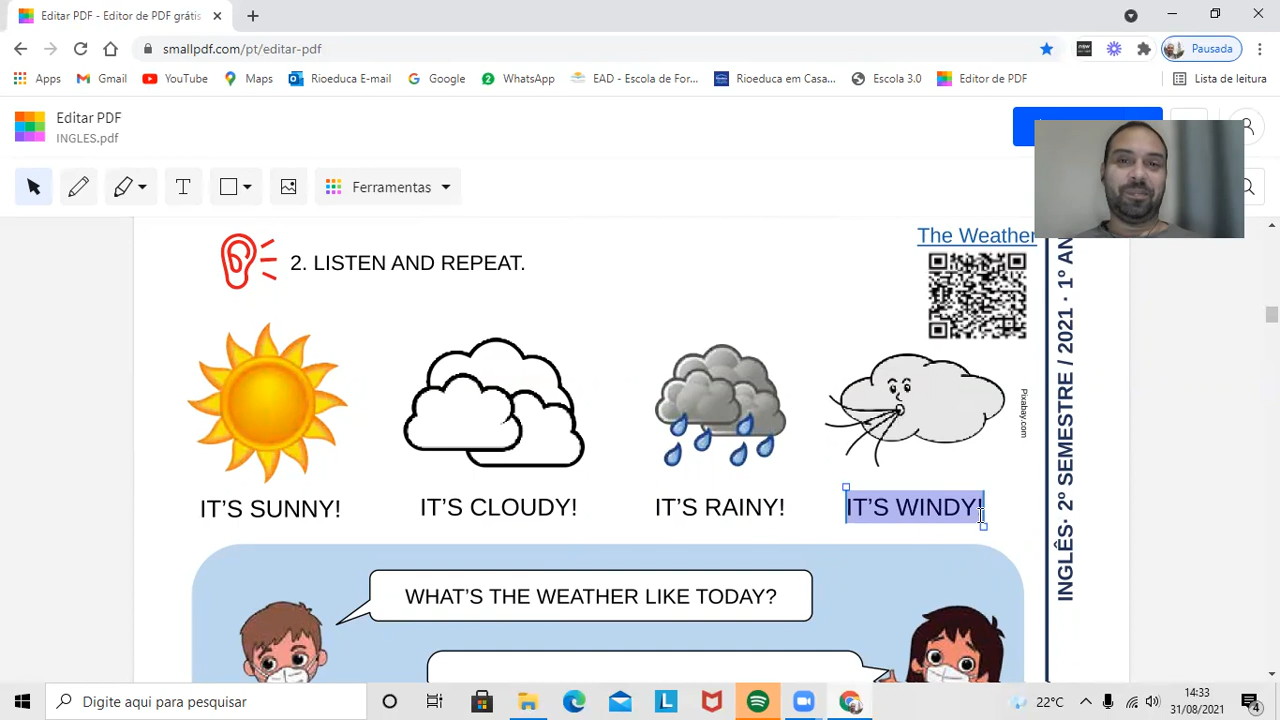 Editar PDF - Editor de PDF grátis
smallpdf.com/pt/editar-pdf
Pausada
Apps
Gmail
YouTube
Maps
Rioeduca E-mail
Google
2
WhatsApp
EAD - Escola de For...
Rioeduca em Casa...
Escola 3.0
Editor de PDF
Lista de leitura
Editar PDF
INGLES.pdf
T
Ferramentas
The Weather
2. LISTEN AND REPEAT.
Pixabay.com
IT'S SUNNY!
IT'S CLOUDY!
IT'S RAINY!
IT'S WINDY!
WHAT'S THE WEATHER LIKE TODAY?
INGLÊS· 2º SEMESTRE / 2021 · 1º AN
Digite aqui para pesquisar
L
22°C
14:33
31/08/2021
4